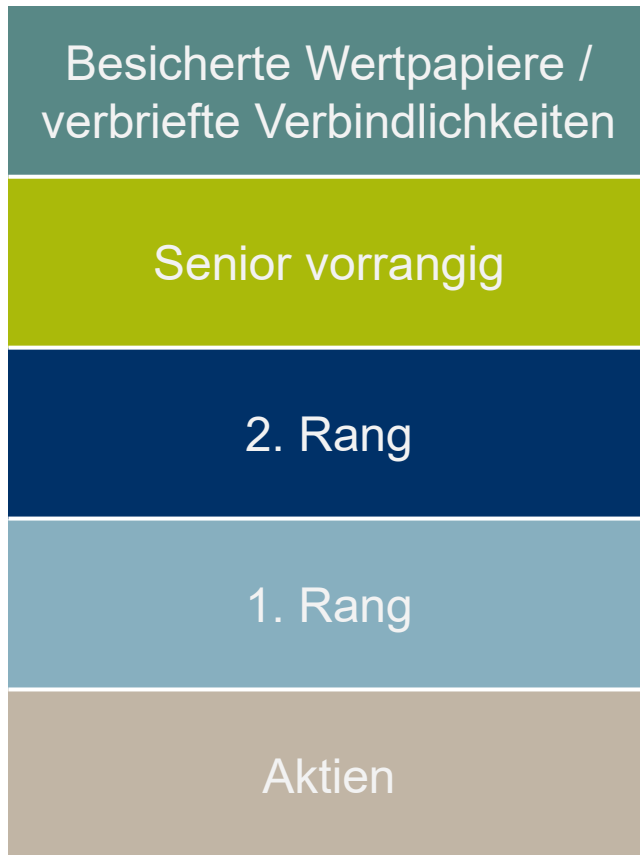 Besicherte Wertpapiere /
verbriefte Verbindlichkeiten
Senior vorrangig
2. Rang
1. Rang
Aktien